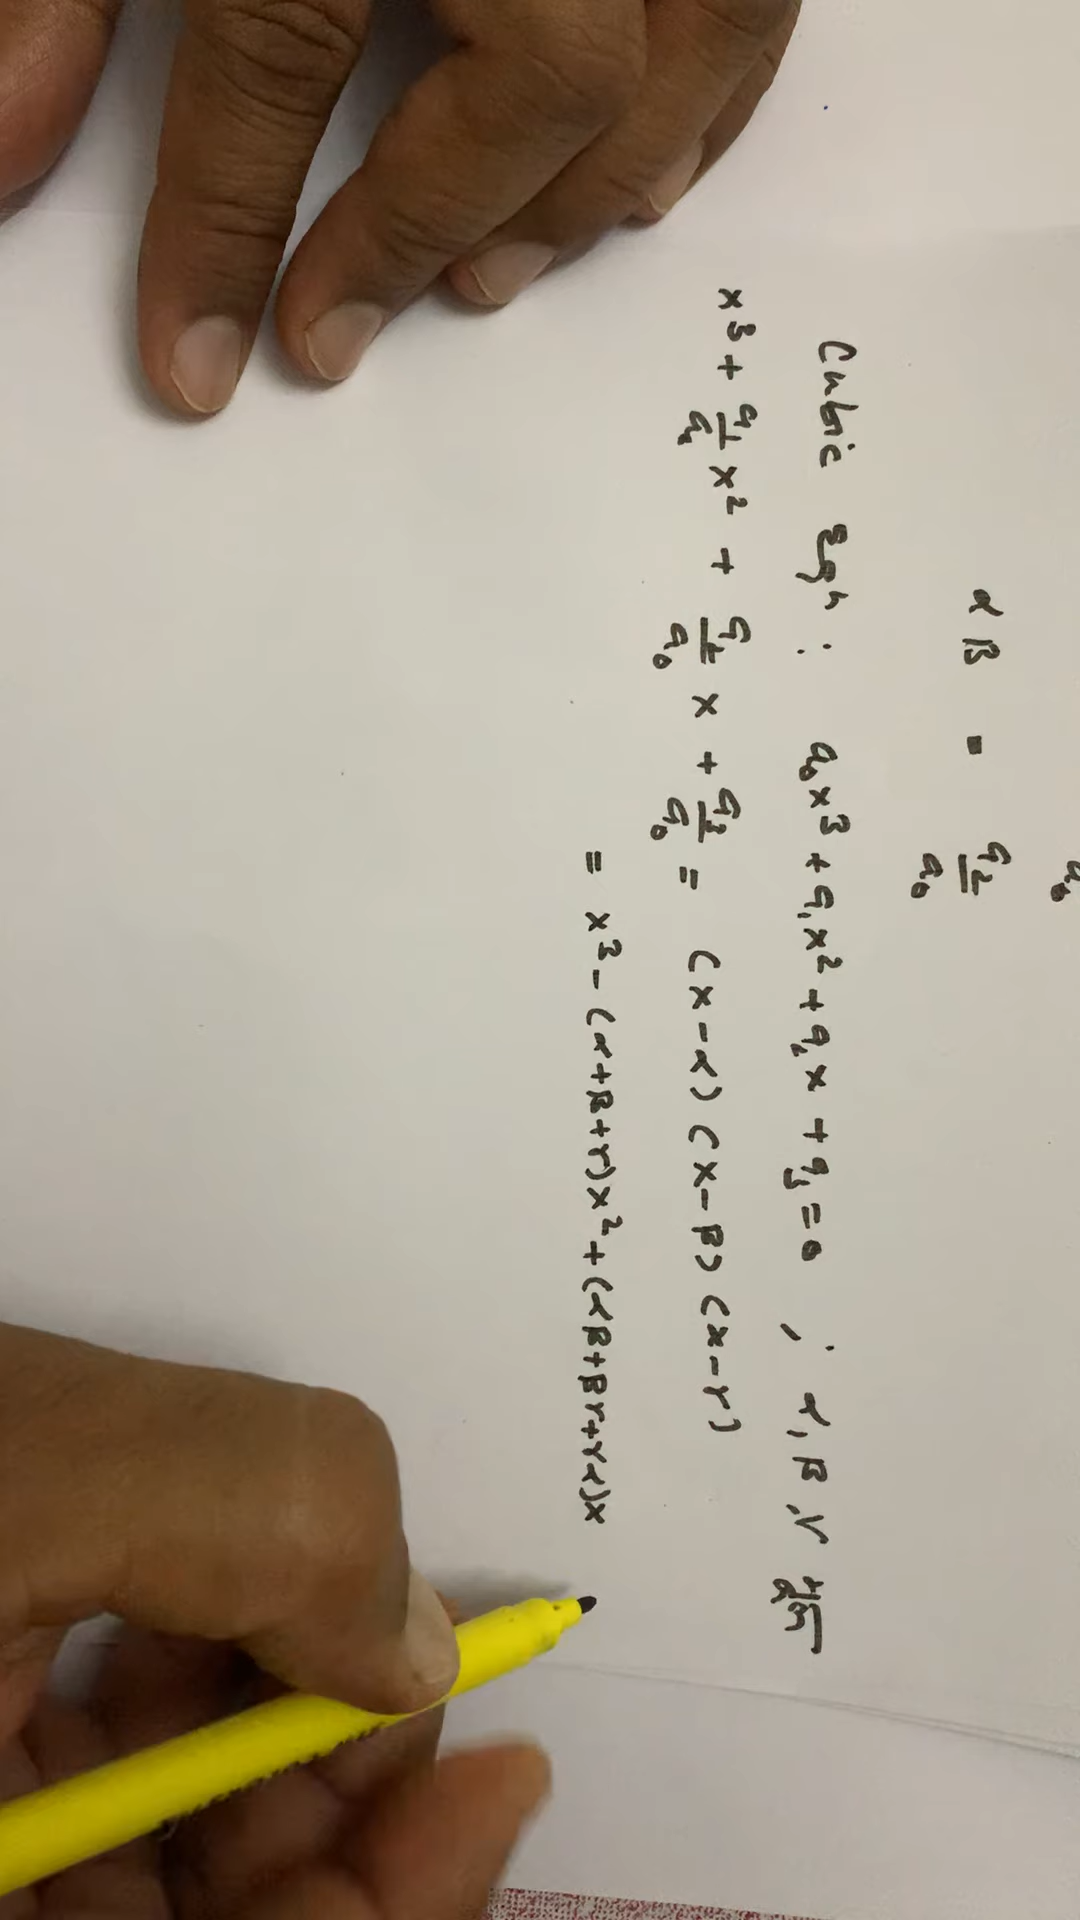 a₀
αβ = a₂/a₀
Cubic Eqⁿ : a₀x³ + a₁x² + a₂x + a₃ = 0 ; α, β, γ
x³ + a₁/a₀ x² + a₂/a₀ x + a₃/a₀ = (x-α) (x-β) (x-γ)
= x³ - (α+β+γ)x² + (αβ+βγ+γα)x